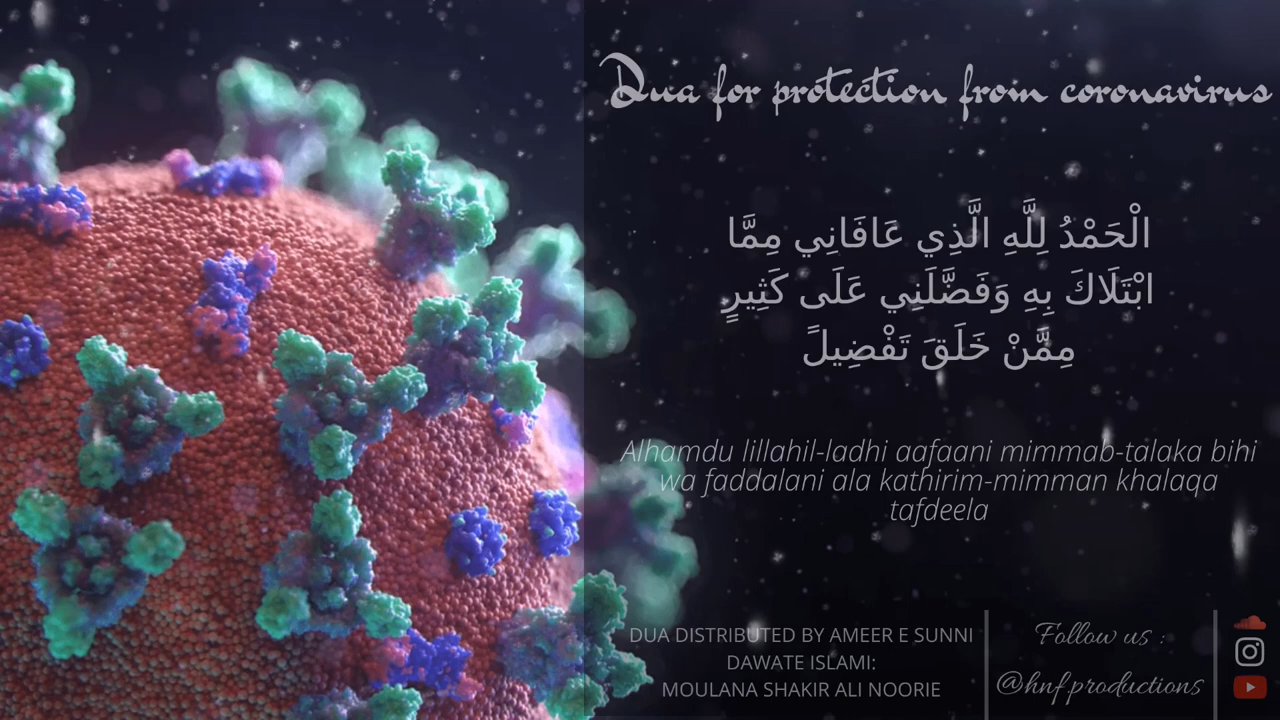 Dua for protection from coronavirus
الْحَمْدُ لِلَّهِ الَّذِي عَافَانِي مِمَّا
ابْتَلَاكَ بِهِ وَفَضَّلَنِي عَلَى كَثِيرٍ
مِمَّنْ خَلَقَ تَفْضِيلً
Alhamdu lillahil-ladhi aafaani mimmab-talaka bihi
wa faddalani ala kathirim-mimman khalaqa
tafdeela
DUA DISTRIBUTED BY AMEER E SUNNI
DAWATE ISLAMI:
MOULANA SHAKIR ALI NOORIE
Follow us :
@hnf.productions